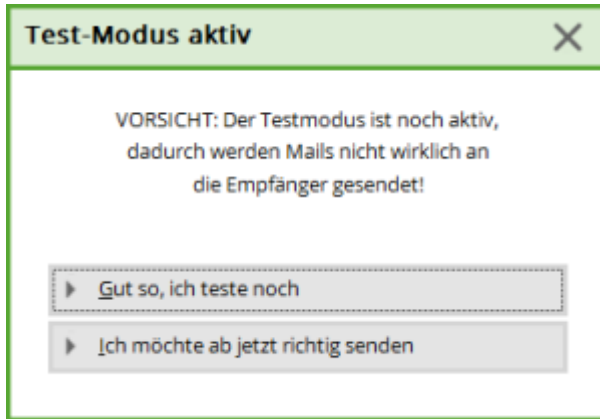 Test-Modus aktiv
VORSICHT: Der Testmodus ist noch aktiv,
dadurch werden Mails nicht wirklich an
die Empfänger gesendet!
Gut so, ich teste noch
Ich möchte ab jetzt richtig senden